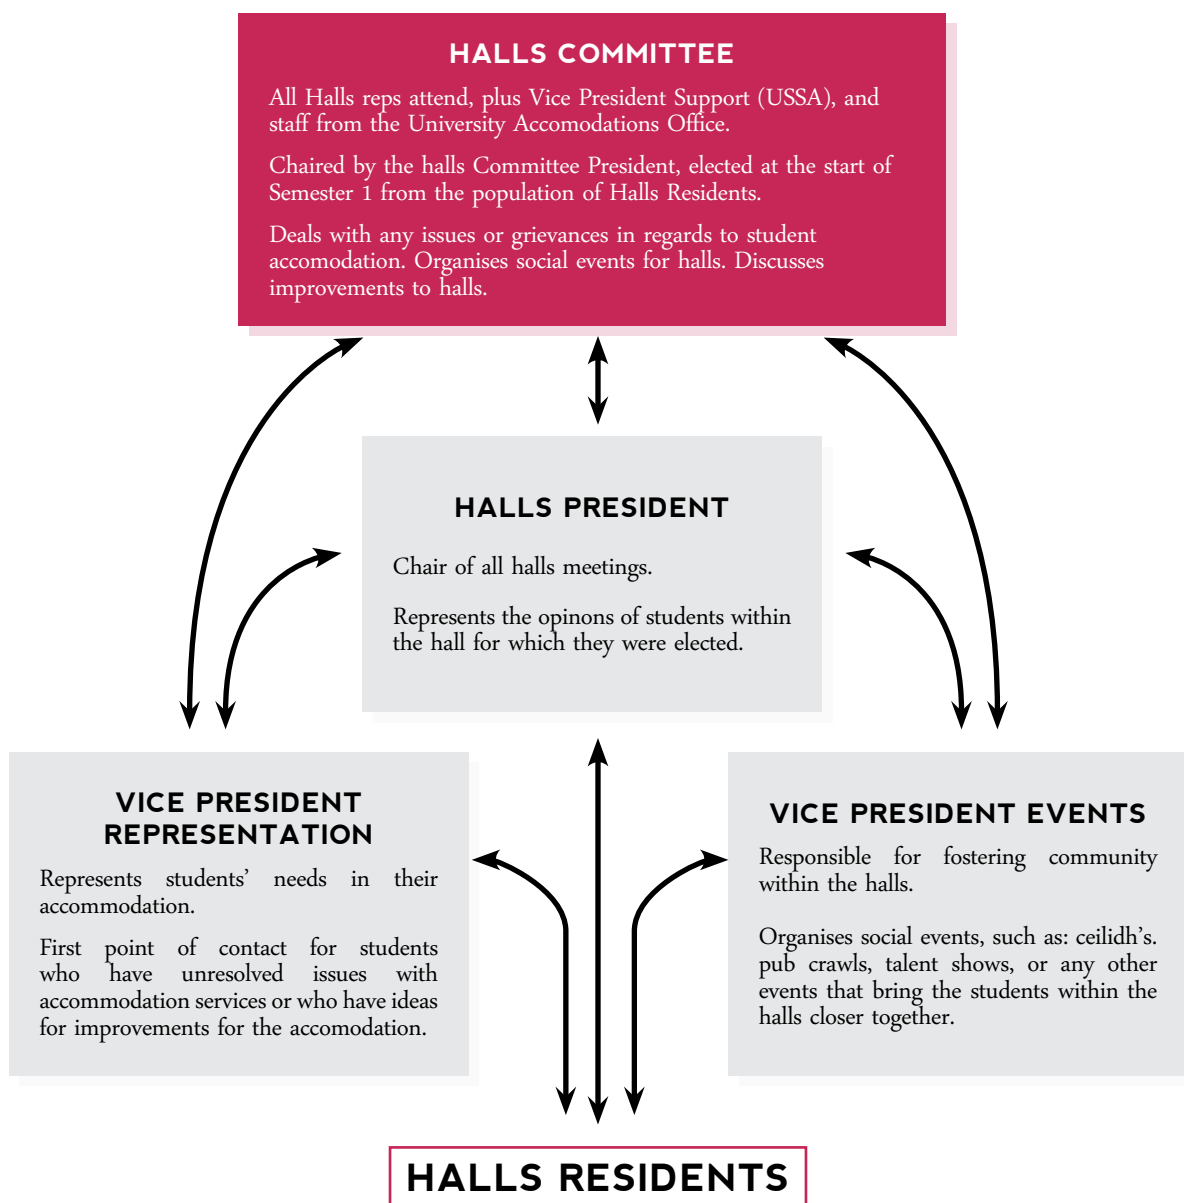 HALLS COMMITTEE
All Halls reps attend, plus Vice President Support (USSA), and
staff from the University Accomodations Office.
Chaired by the halls Committee President, elected at the start of
Semester 1 from the population of Halls Residents.
Deals with any issues or grievances in regards to student
accomodation. Organises social events for halls. Discusses
improvements to halls.
HALLS PRESIDENT
Chair of all halls meetings.
Represents the opinons of students within
the hall for which they were elected.
VICE PRESIDENT
REPRESENTATION
Represents students’ needs in their
accommodation.
First point of contact for students
who have unresolved issues with
accommodation services or who have ideas
for improvements for the accomodation.
VICE PRESIDENT EVENTS
Responsible for fostering community
within the halls.
Organises social events, such as: ceilidh's.
pub crawls, talent shows, or any other
events that bring the students within the
halls closer together.
HALLS RESIDENTS